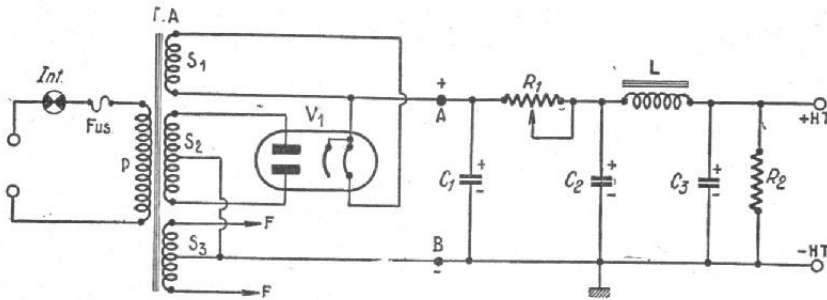 T.A
Int.
Fus.
P
S1
S2
S3
V1
F
F
+
A
B
-
R1
C1
+
-
C2
+
-
L
C3
+
-
R2
+HT
-HT